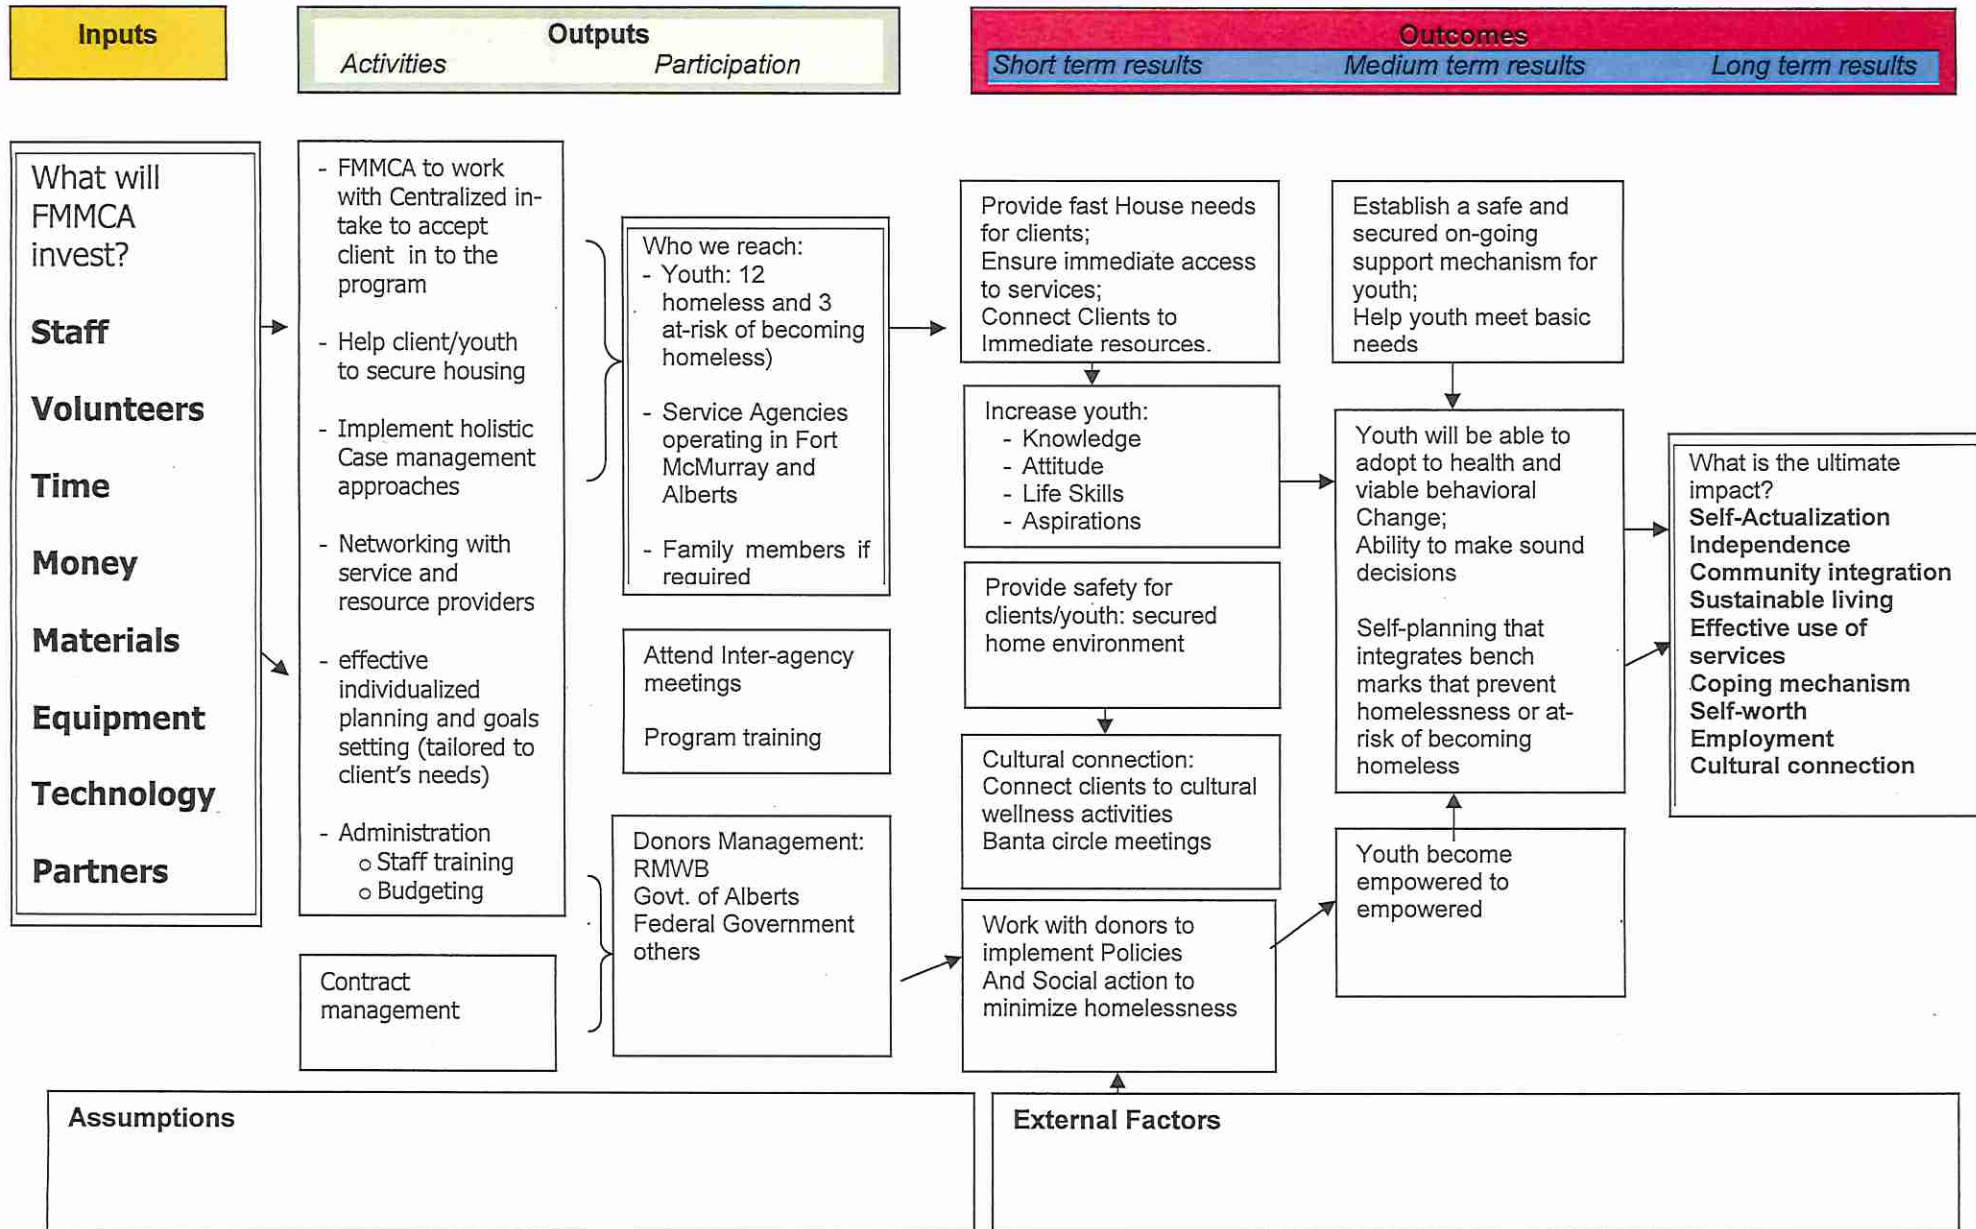 Inputs
Outputs
Activities Participation
Outcomes
Short term results Medium term results Long term results
What will
FMMCA
invest?
Staff
Volunteers
Time
Money
Materials
Equipment
Technology
Partners
- FMMCA to work
with Centralized in-
take to accept
client in to the
program
- Help client/youth
to secure housing
- Implement holistic
Case management
approaches
- Networking with
service and
resource providers
- effective
individualized
planning and goals
setting (tailored to
client's needs)
- Administration
o Staff training
o Budgeting
Contract
management
Who we reach:
- Youth: 12
homeless and 3
at-risk of becoming
homeless)
- Service Agencies
operating in Fort
McMurray and
Alberts
- Family members if
required
Attend Inter-agency
meetings
Program training
Donors Management:
RMWB
Govt. of Alberts
Federal Government
others
Provide fast House needs
for clients;
Ensure immediate access
to services;
Connect Clients to
Immediate resources.
Increase youth:
- Knowledge
- Attitude
- Life Skills
- Aspirations
Provide safety for
clients/youth: secured
home environment
Cultural connection:
Connect clients to cultural
wellness activities
Banta circle meetings
Work with donors to
implement Policies
And Social action to
minimize homelessness
Establish a safe and
secured on-going
support mechanism for
youth;
Help youth meet basic
needs
Youth will be able to
adopt to health and
viable behavioral
Change;
Ability to make sound
decisions
Self-planning that
integrates bench
marks that prevent
homelessness or at-
risk of becoming
homeless
Youth become
empowered to
empowered
What is the ultimate
impact?
Self-Actualization
Independence
Community integration
Sustainable living
Effective use of
services
Coping mechanism
Self-worth
Employment
Cultural connection
Assumptions
External Factors